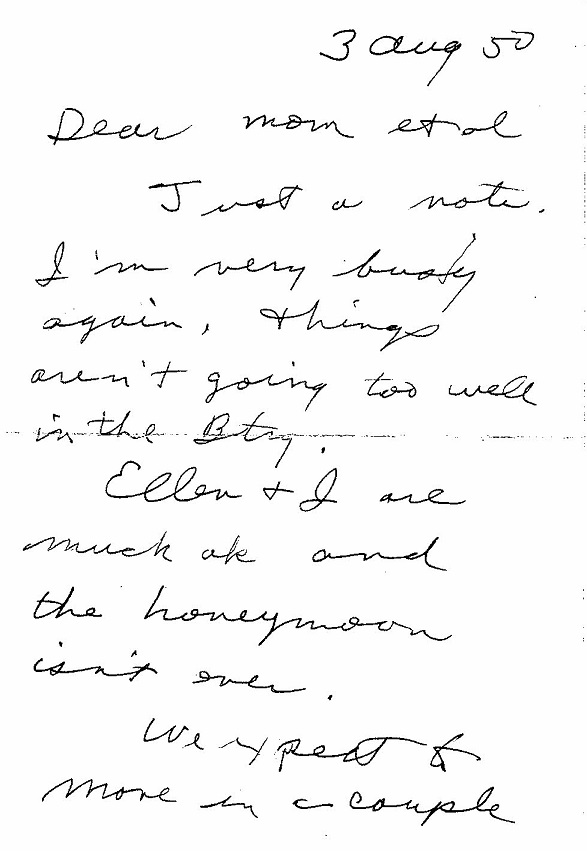 3 Aug 50
Dear mom et al
Just a note.
I'm very busy
again, things
aren't going too well
in the Btry.
Ellen + I are
much ok and
the honeymoon
isn't over.
We expect to
move in a couple